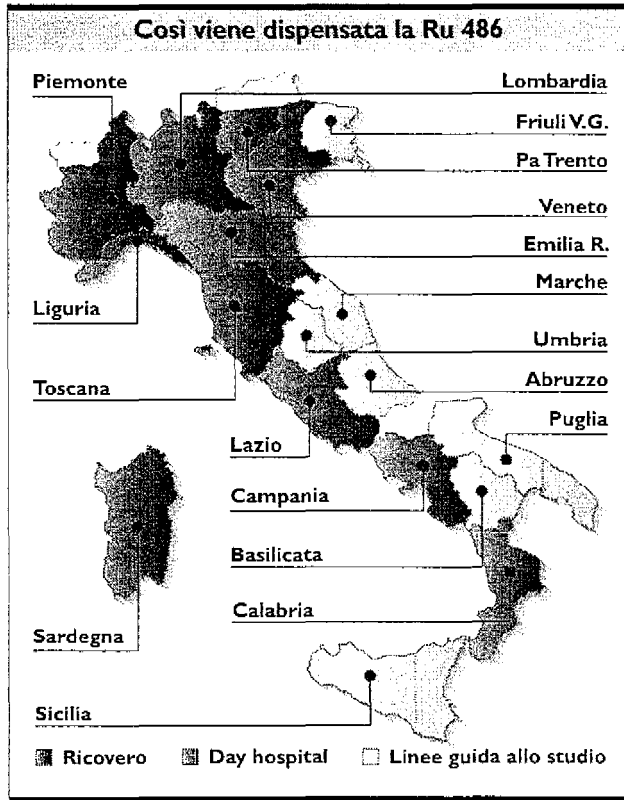 Così viene dispensata la Ru 486
Piemonte
Lombardia
Friuli V.G.
Pa Trento
Veneto
Emilia R.
Marche
Liguria
Umbria
Toscana
Abruzzo
Puglia
Lazio
Campania
Basilicata
Calabria
Sardegna
Sicilia
Ricovero Day hospital Linee guida allo studio